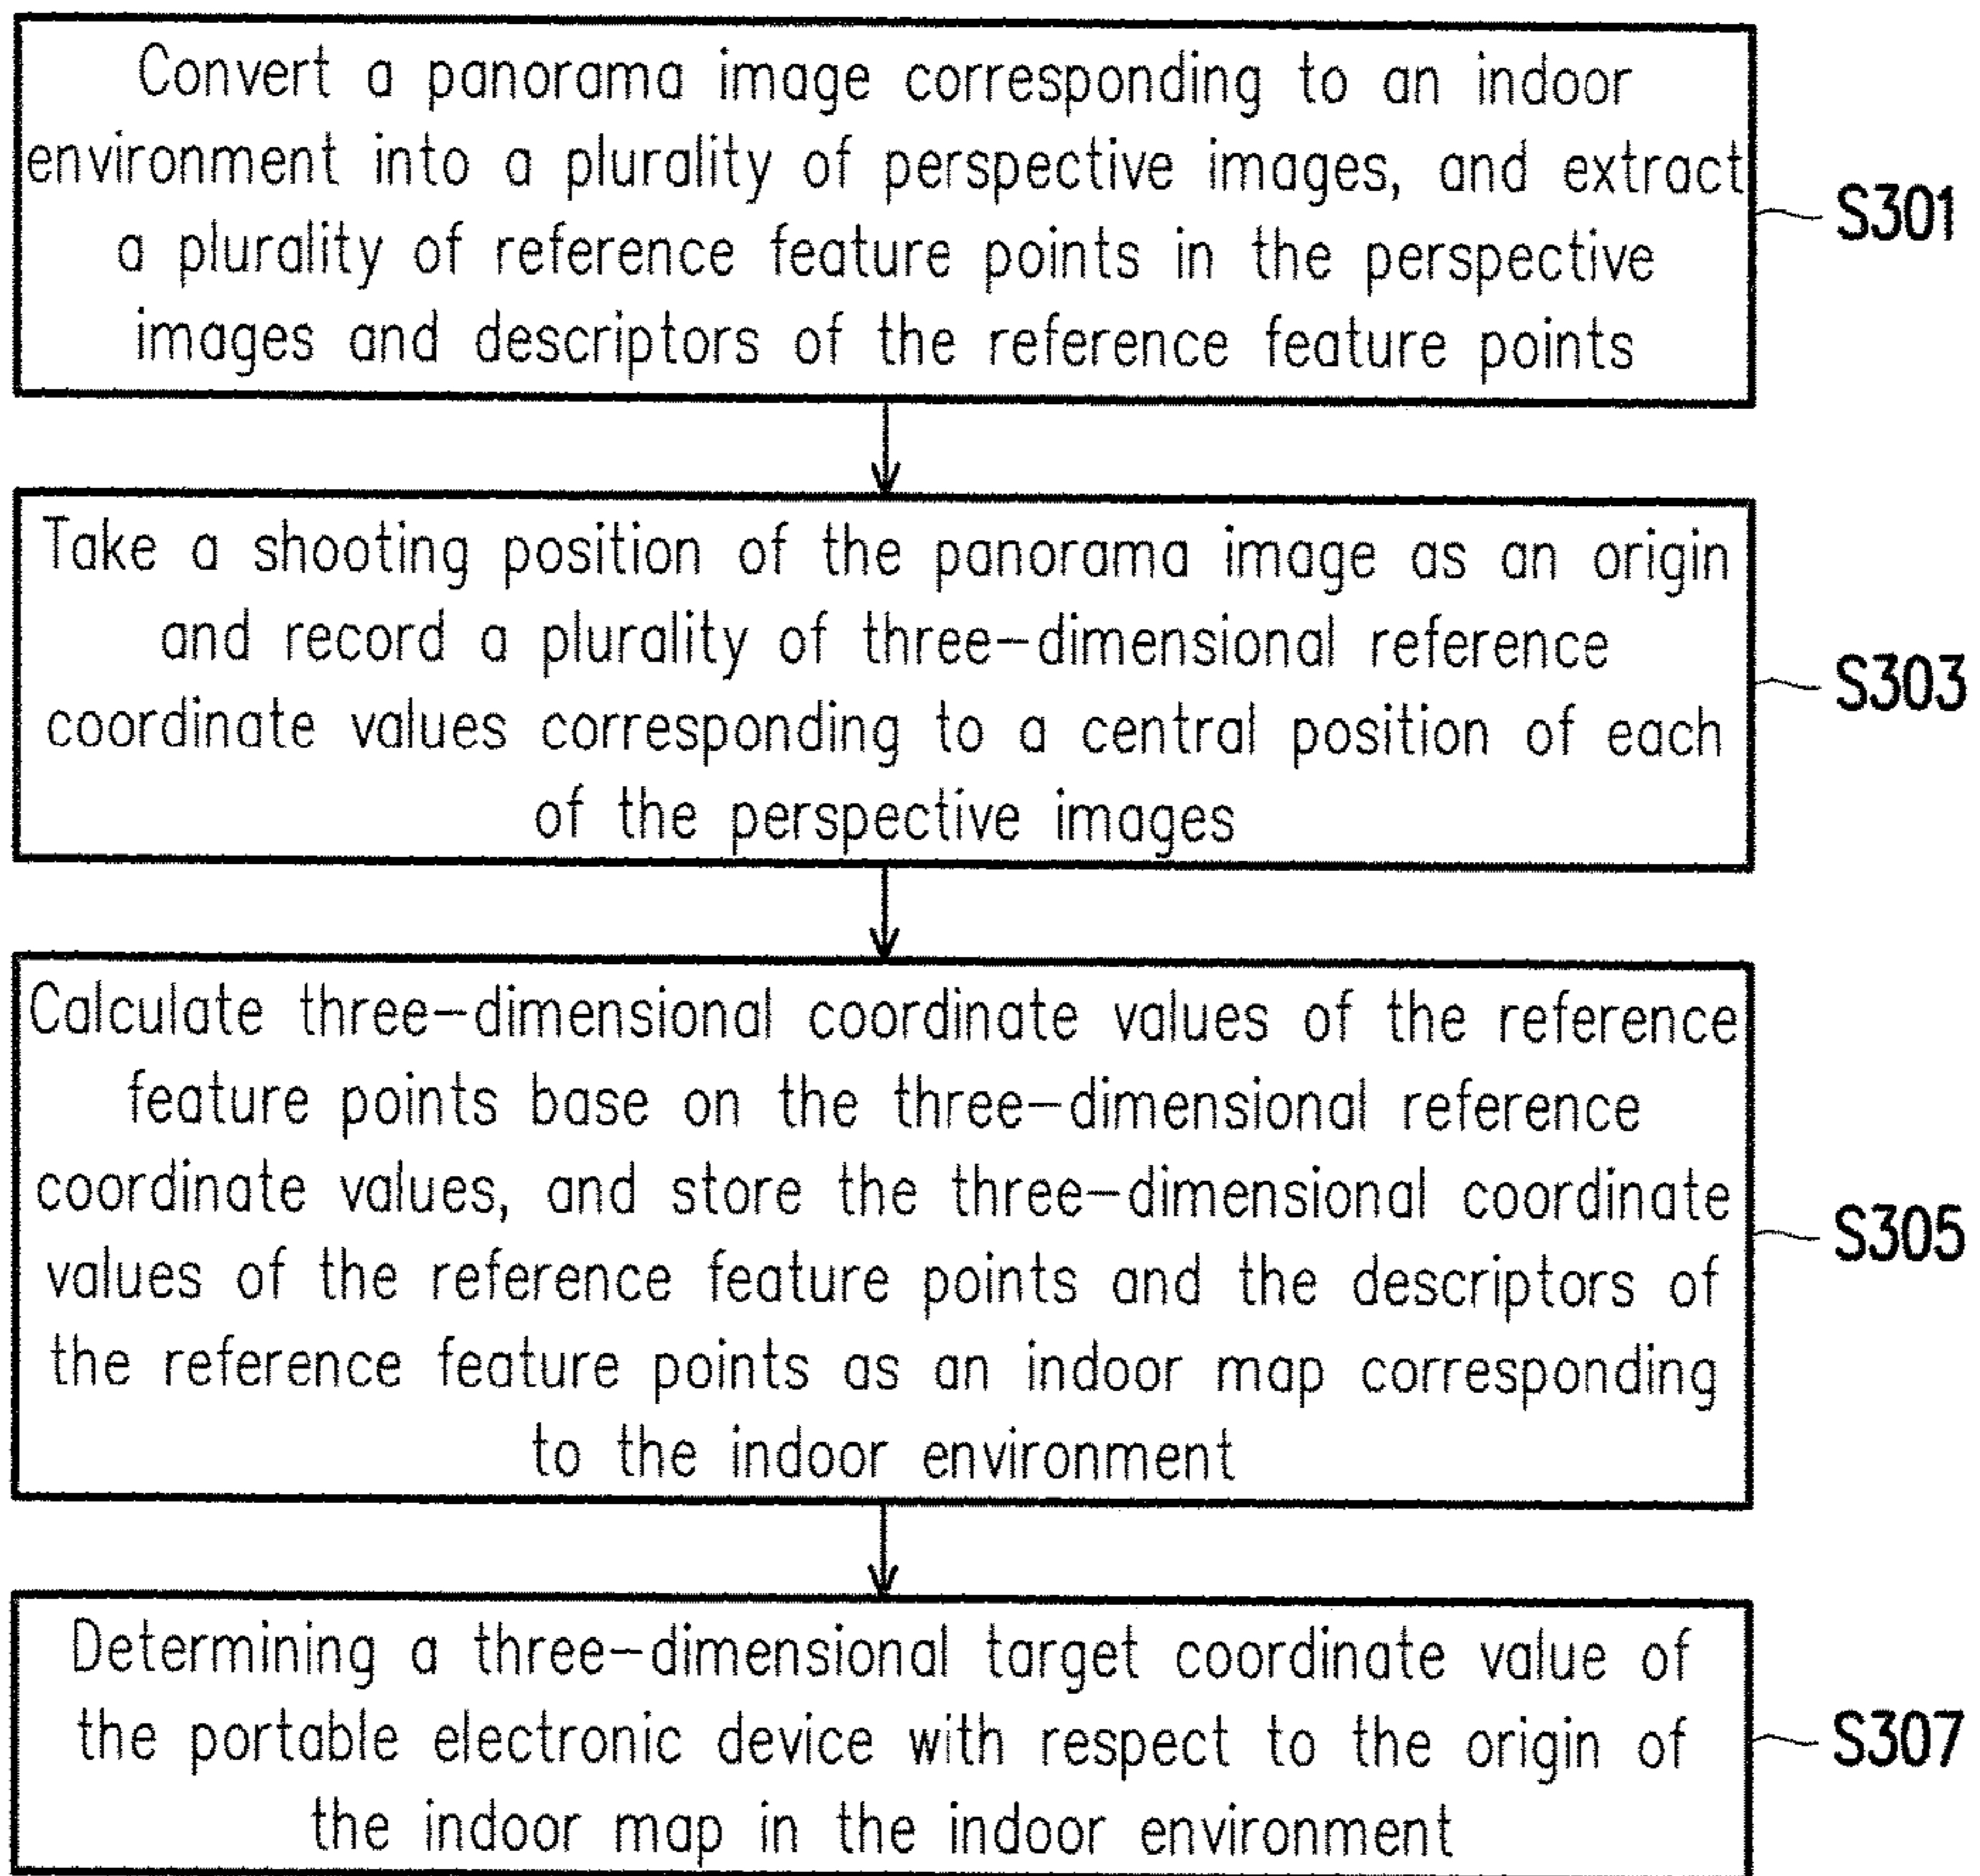 Convert a panorama image corresponding to an indoor
environment into a plurality of perspective images, and extract
a plurality of reference feature points in the perspective
images and descriptors of the reference feature points
S301
Take a shooting position of the panorama image as an origin
and record a plurality of three-dimensional reference
coordinate values corresponding to a central position of each
of the perspective images
S303
Calculate three-dimensional coordinate values of the reference
feature points base on the three-dimensional reference
coordinate values, and store the three-dimensional coordinate
values of the reference feature points and the descriptors of
the reference feature points as an indoor map corresponding
to the indoor environment
S305
Determining a three-dimensional target coordinate value of
the portable electronic device with respect to the origin of
the indoor map in the indoor environment
S307